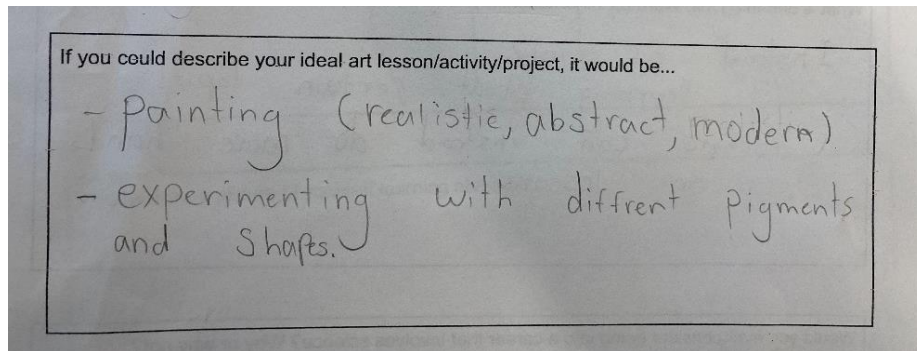 If you could describe your ideal art lesson/activity/project, it would be...
- Painting (realistic, abstract, modern)
- experimenting with diffrent pigments
and Shapes.